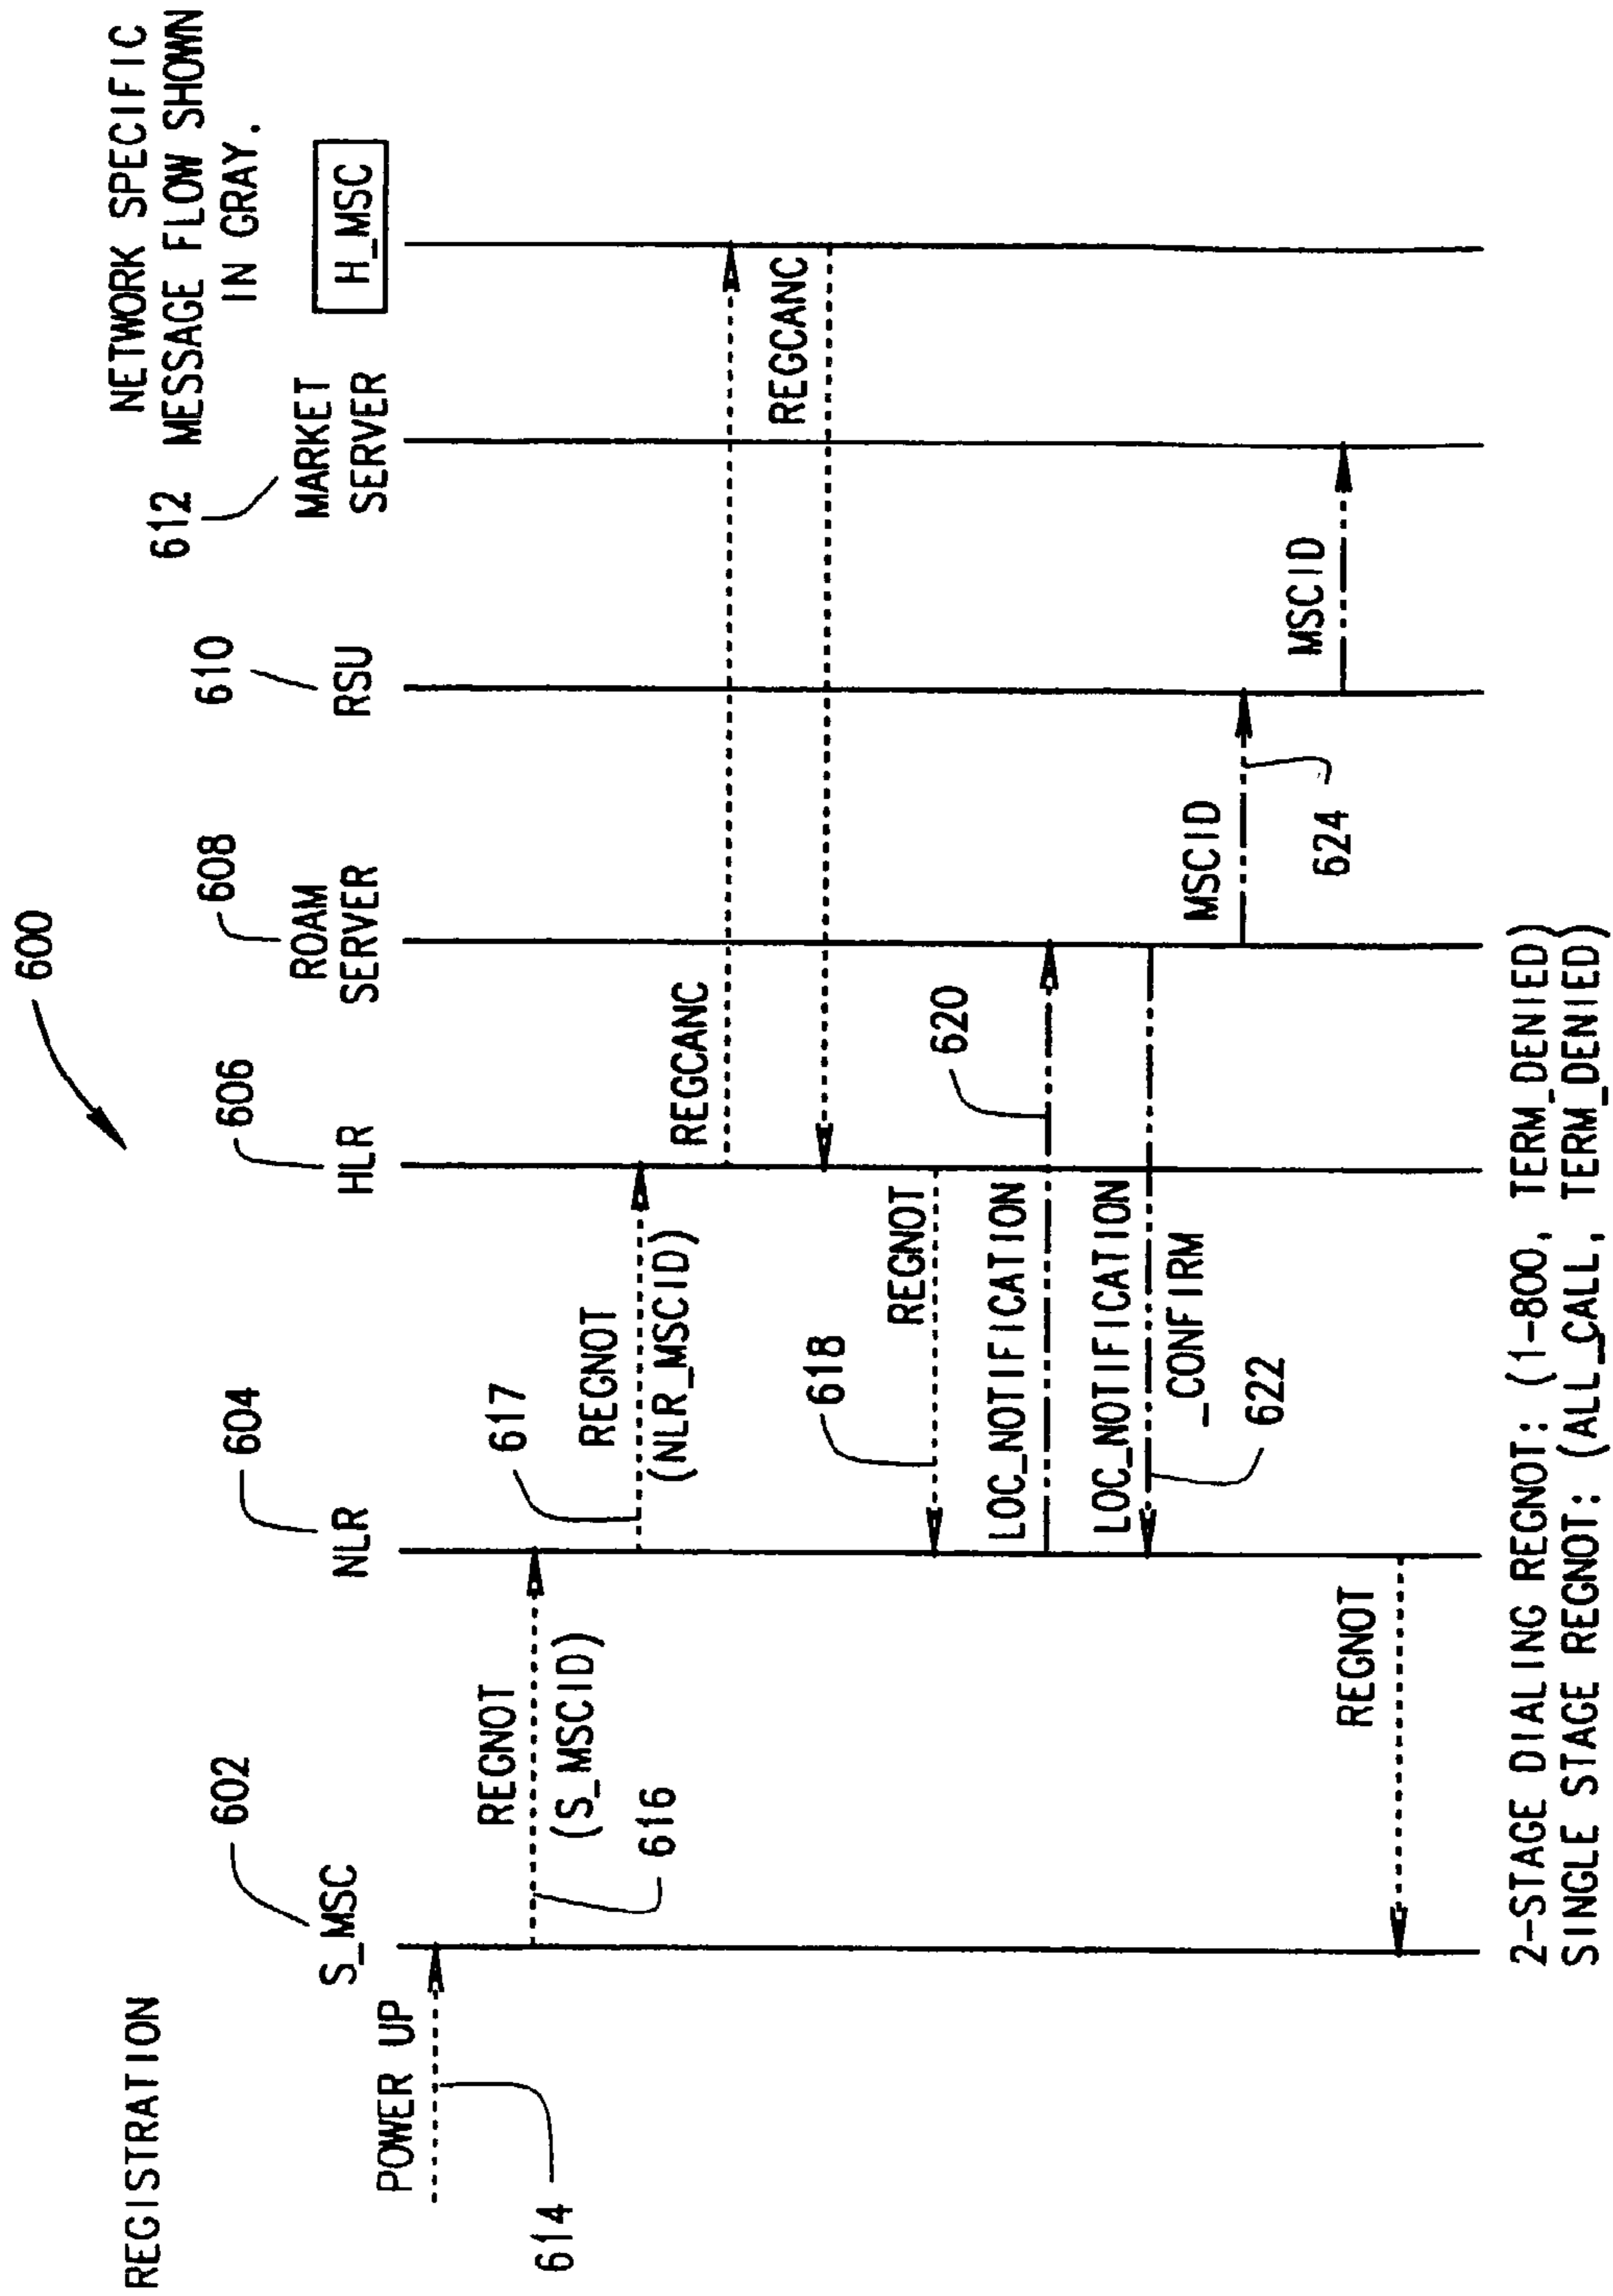 600
REGISTRATION
NETWORK SPECIFIC
MESSAGE FLOW SHOWN
IN GRAY.
602
604
606
608
610
612
S_MSC
NLR
HLR
ROAM
SERVER
RSU
MARKET
SERVER
H_MSC
POWER UP
614
REGNOT
(S_MSCID)
616
617
REGNOT
(NLR_MSCID)
REGCANC
REGCANC
618
REGNOT
620
LOC_NOTIFICATION
LOC_NOTIFICATION
_CONFIRM
622
MSCID
624
MSCID
REGNOT
2-STAGE DIALING REGNOT: (1-800, TERM_DENIED)
SINGLE STAGE REGNOT: (ALL_CALL, TERM_DENIED)